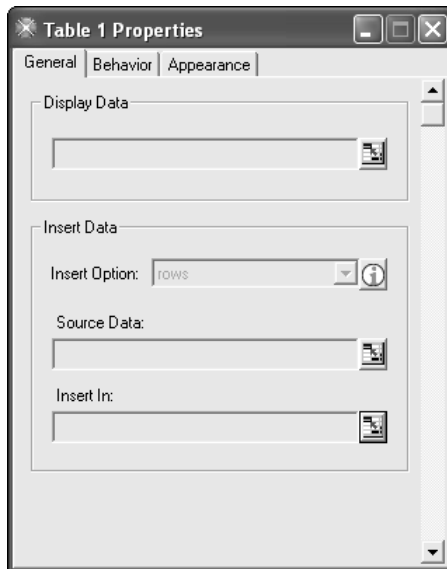 Table 1 Properties
General Behavior Appearance
Display Data
Insert Data
Insert Option: rows
Source Data:
Insert In: